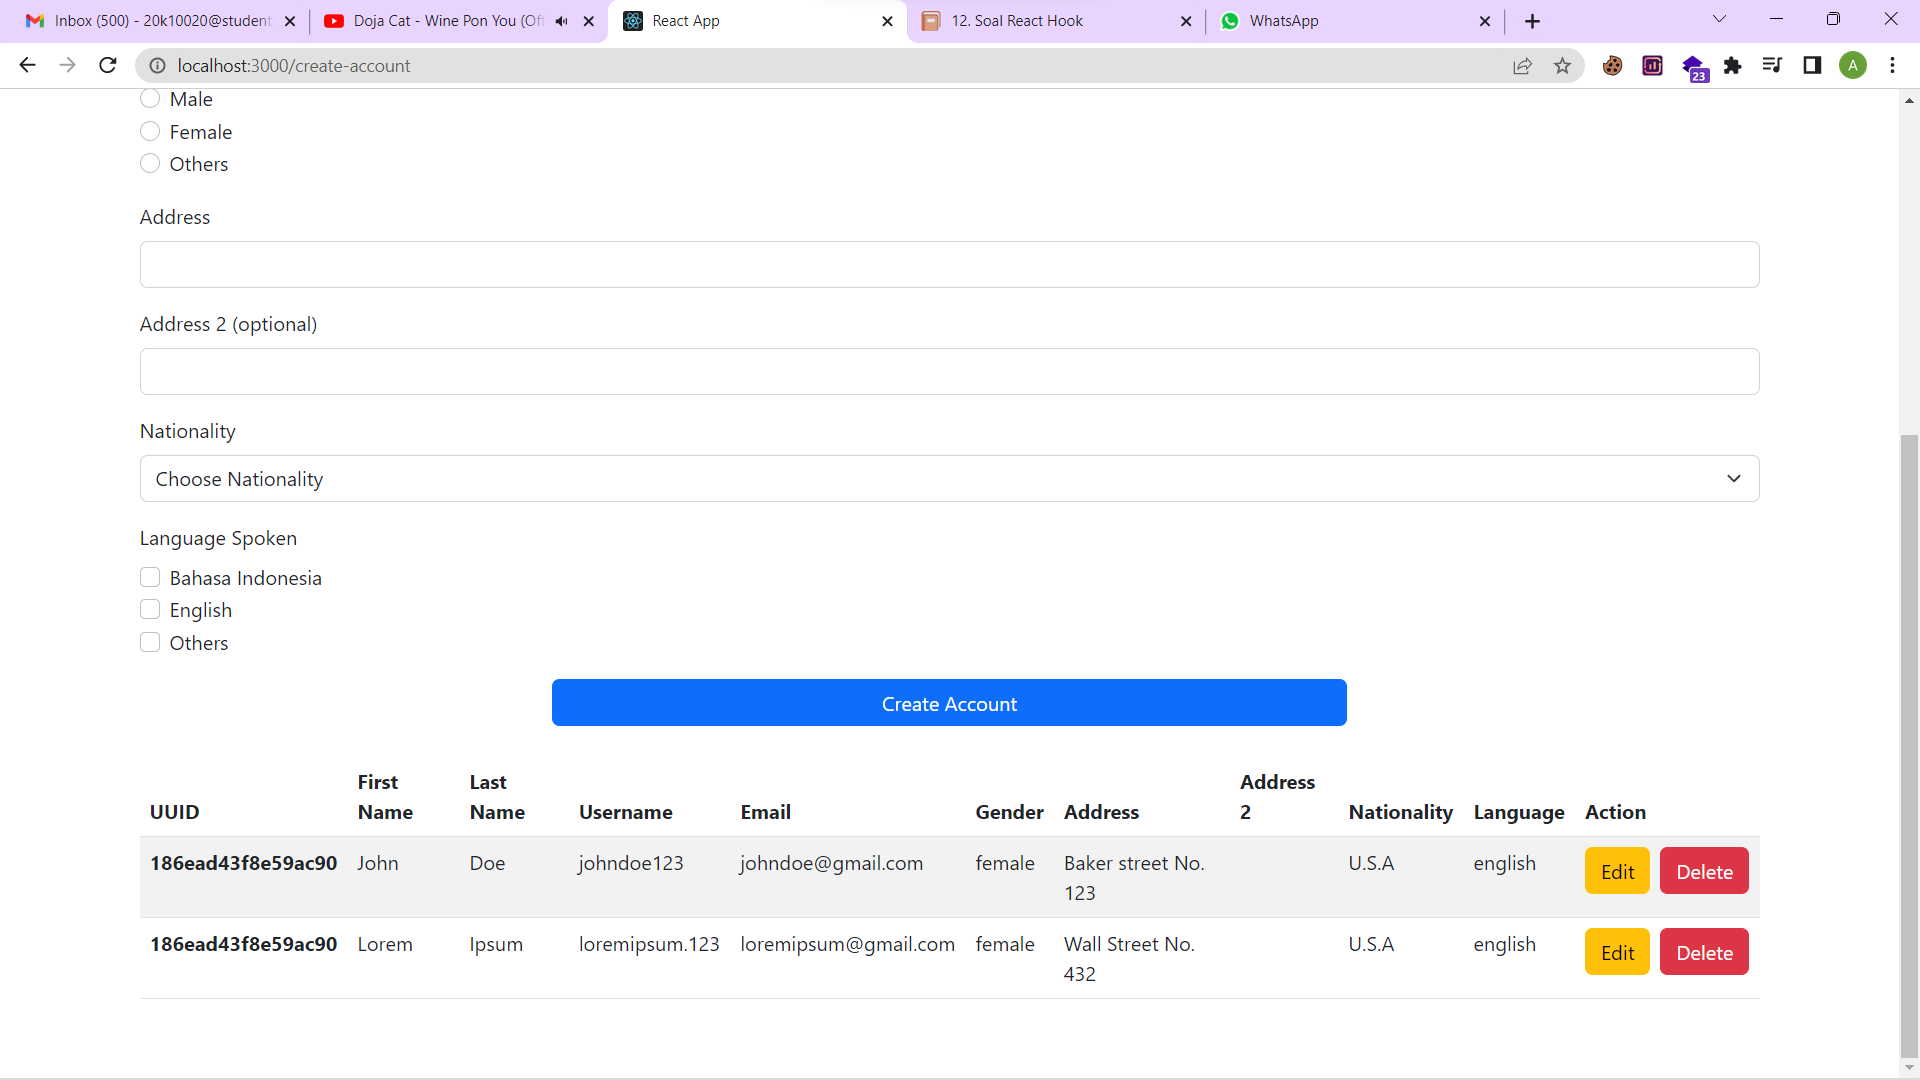 Inbox (500) - 20k10020@student
Doja Cat - Wine Pon You (Off
React App
12. Soal React Hook
WhatsApp
localhost:3000/create-account
23
A
Male
Female
Others
Address
Address 2 (optional)
Nationality
Choose Nationality
Language Spoken
Bahasa Indonesia
English
Others
Create Account
UUID First Name Last Name Username Email Gender Address Address 2 Nationality Language Action
186ead43f8e59ac90 John Doe johndoe123 johndoe@gmail.com female Baker street No. 123 U.S.A english Edit Delete
186ead43f8e59ac90 Lorem Ipsum loremipsum.123 loremipsum@gmail.com female Wall Street No. 432 U.S.A english Edit Delete